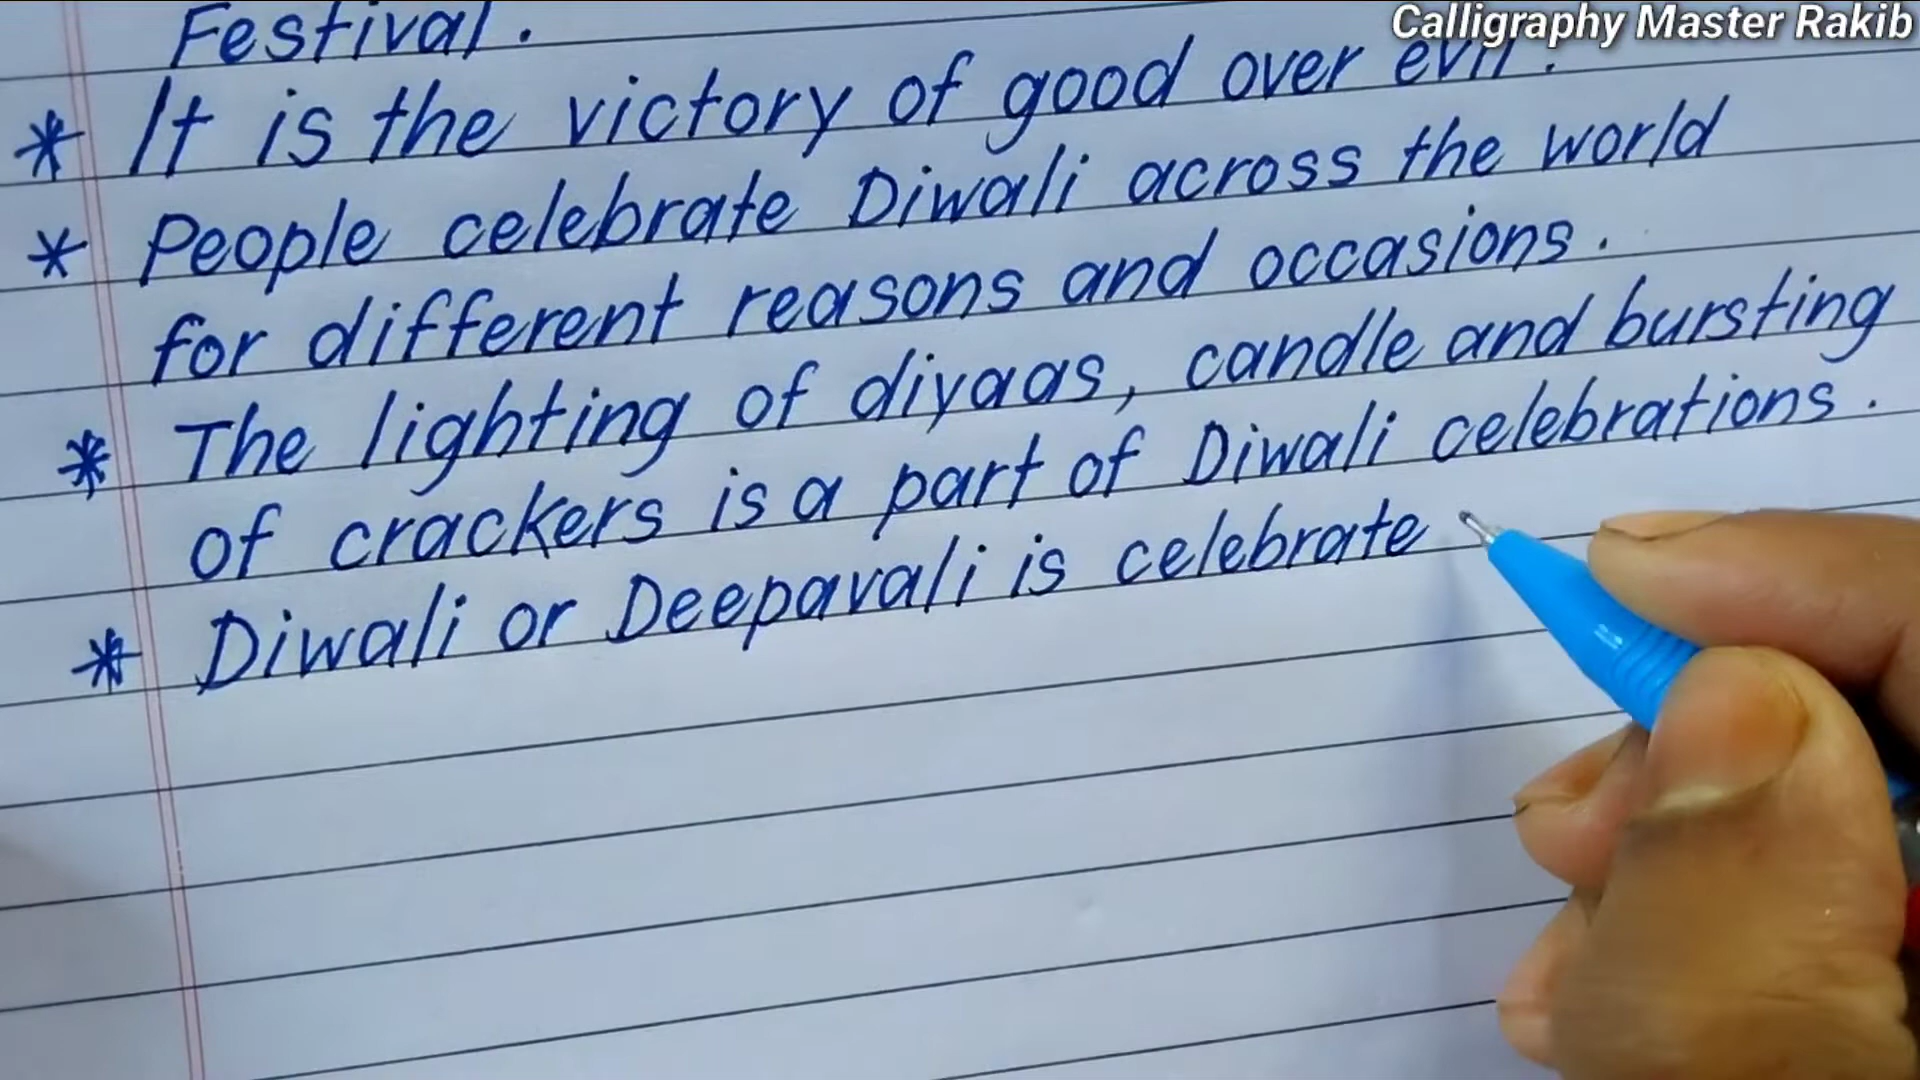 Calligraphy Master Rakib
Festival.
* It is the victory of good over evil.
* People celebrate Diwali across the world
for different reasons and occasions.
* The lighting of diyaas, candle and bursting
of crackers is a part of Diwali celebrations.
* Diwali or Deepavali is celebrate